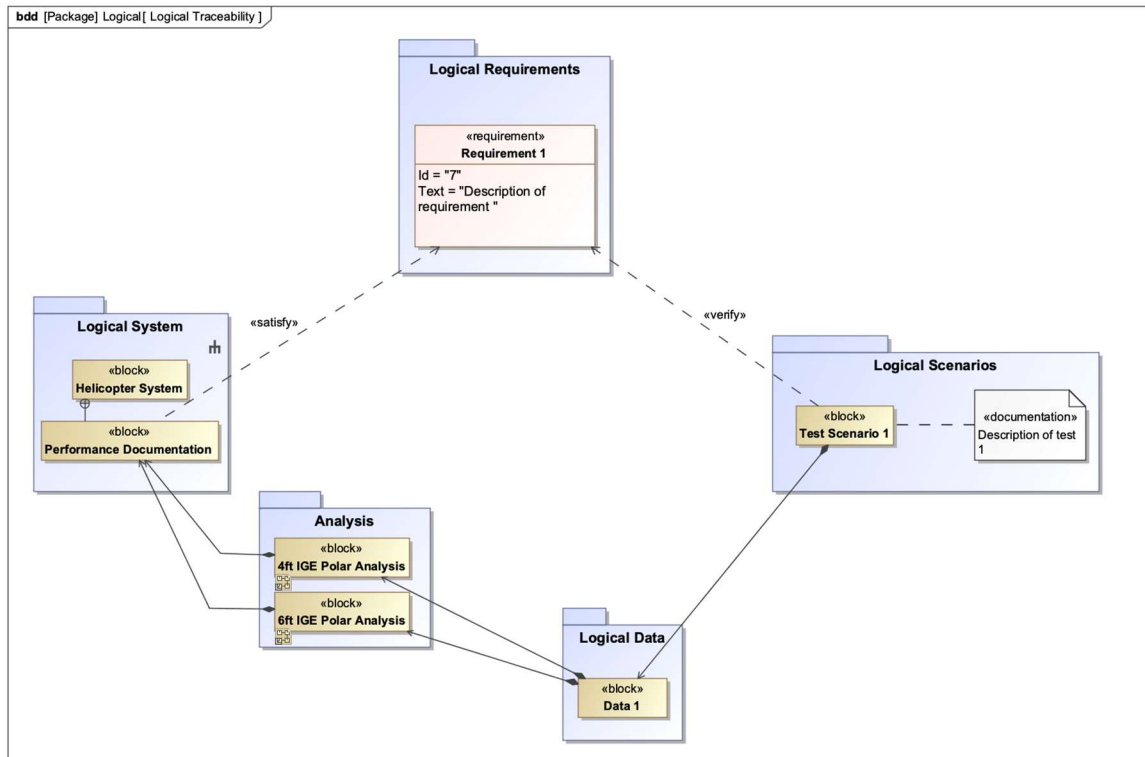 bdd [Package] Logical[ Logical Traceability ]
Logical Requirements
«requirement»
Requirement 1
Id = "7"
Text = "Description of
requirement "
«satisfy»
«verify»
Logical System
«block»
Helicopter System
«block»
Performance Documentation
Logical Scenarios
«block»
Test Scenario 1
«documentation»
Description of test
1
Analysis
«block»
4ft IGE Polar Analysis
«block»
6ft IGE Polar Analysis
Logical Data
«block»
Data 1